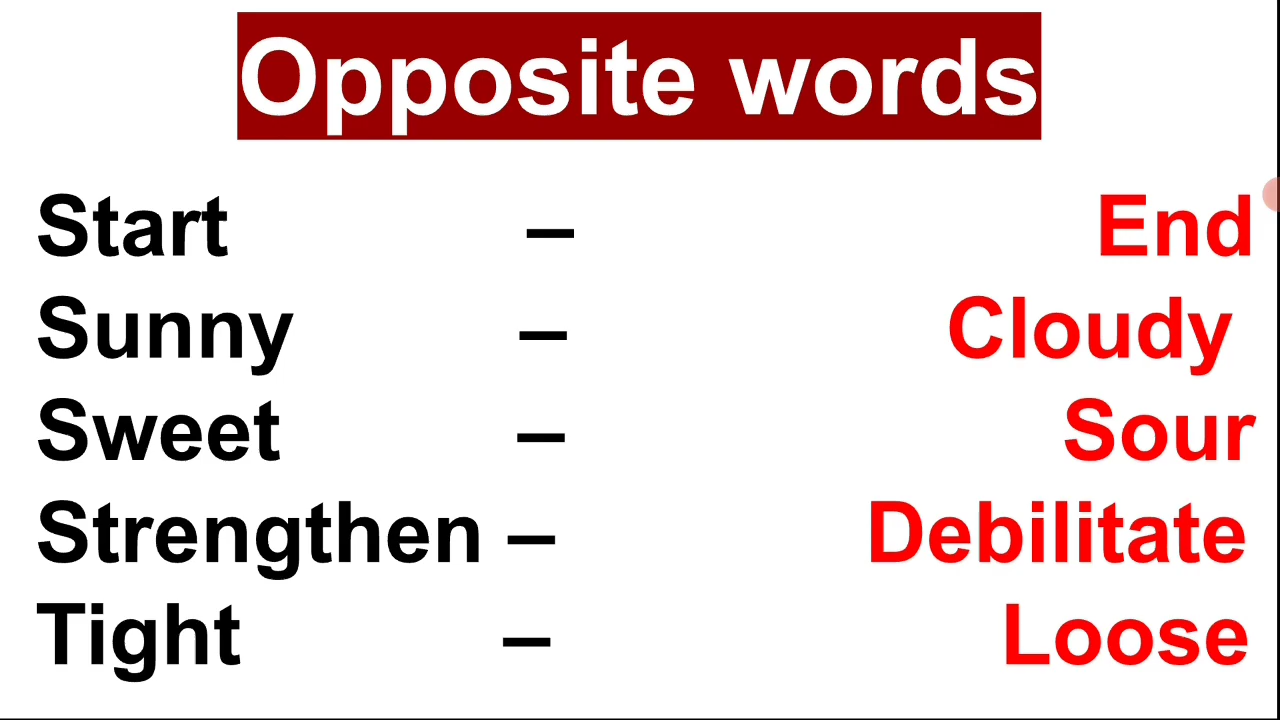 Opposite words
Start – End
Sunny – Cloudy
Sweet – Sour
Strengthen – Debilitate
Tight – Loose